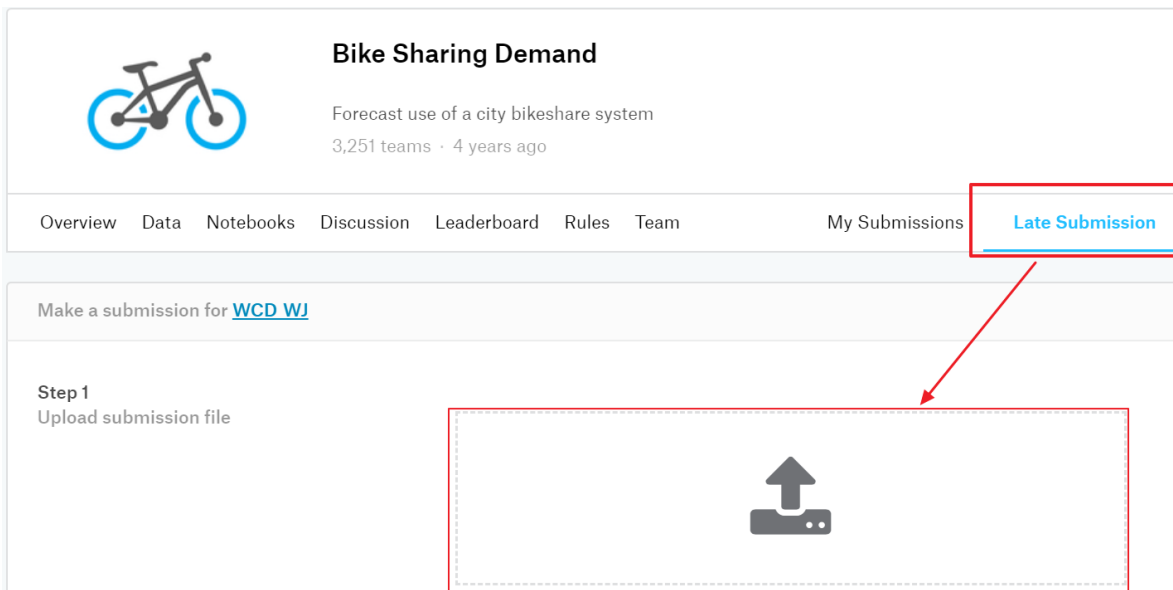 Bike Sharing Demand
Forecast use of a city bikeshare system
3,251 teams · 4 years ago
Overview Data Notebooks Discussion Leaderboard Rules Team My Submissions Late Submission
Make a submission for WCD WJ
Step 1
Upload submission file